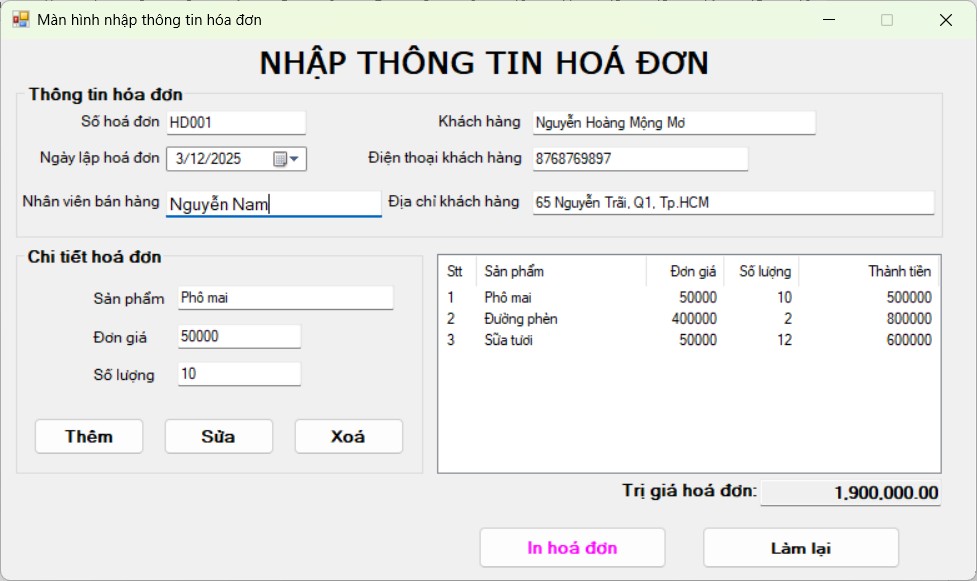 Màn hình nhập thông tin hóa đơn
NHẬP THÔNG TIN HOÁ ĐƠN
Thông tin hóa đơn
Số hoá đơn HD001 Khách hàng Nguyễn Hoàng Mộng Mơ
Ngày lập hoá đơn 3/12/2025 Điện thoại khách hàng 8768769897
Nhân viên bán hàng Nguyễn Nam Địa chỉ khách hàng 65 Nguyễn Trãi, Q1, Tp.HCM
Chi tiết hoá đơn
Sản phẩm Phô mai
Đơn giá 50000
Số lượng 10
Thêm Sửa Xoá
Stt Sản phẩm Đơn giá Số lượng Thành tiền
1 Phô mai 50000 10 500000
2 Đường phèn 400000 2 800000
3 Sữa tươi 50000 12 600000
Trị giá hoá đơn: 1,900,000.00
In hoá đơn Làm lại